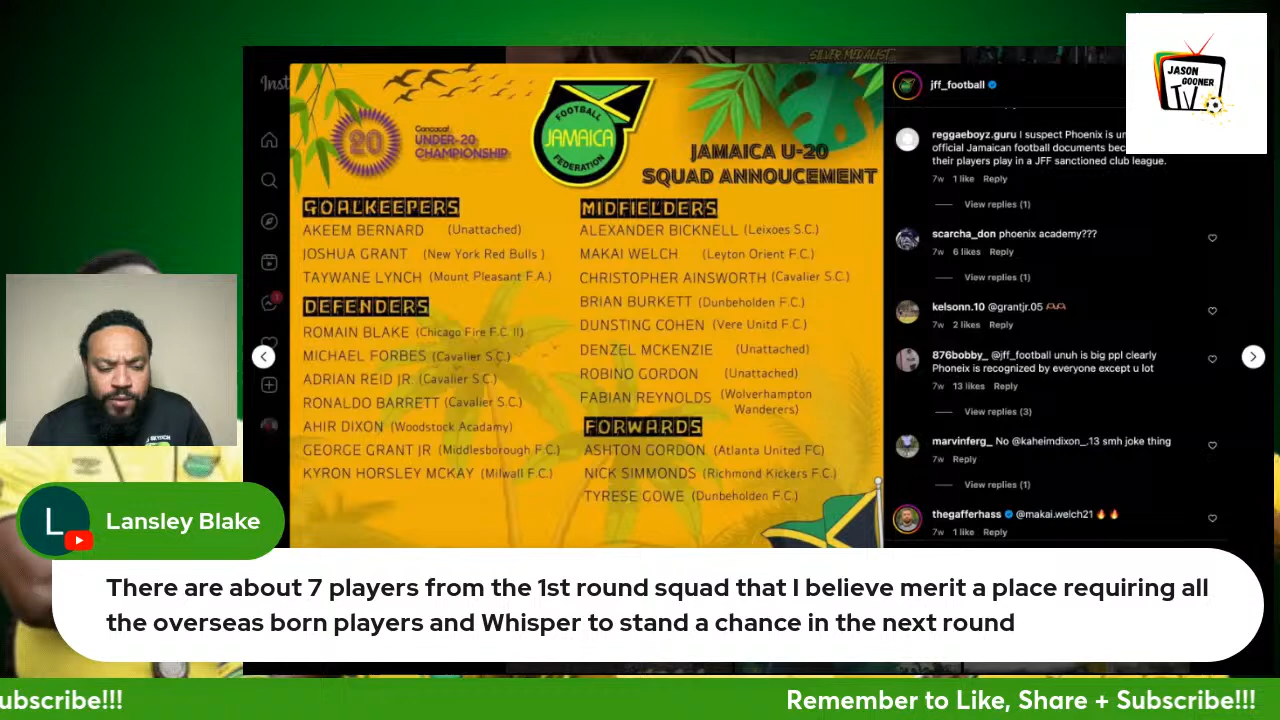 SILVER MEDALIST
Inst
20
Concacaf
UNDER-20
CHAMPIONSHIP
FOOTBALL
JAMAICA
FEDERATION
JAMAICA U-20
SQUAD ANNOUCEMENT
GOALKEEPERS
AKEEM BERNARD (Unattached)
JOSHUA GRANT (New York Red Bulls )
TAYWANE LYNCH (Mount Pleasant F.A.)
DEFENDERS
ROMAIN BLAKE (Chicago Fire F.C. II)
MICHAEL FORBES (Cavalier S.C.)
ADRIAN REID JR. (Cavalier S.C.)
RONALDO BARRETT (Cavalier S.C.)
AHIR DIXON (Woodstock Acadamy)
GEORGE GRANT JR (Middlesborough F.C.)
KYRON HORSLEY MCKAY (Milwall F.C.)
MIDFIELDERS
ALEXANDER BICKNELL (Leixoes S.C.)
MAKAI WELCH (Leyton Orient F.C.)
CHRISTOPHER AINSWORTH (Cavalier S.C.)
BRIAN BURKETT (Dunbeholden F.C.)
DUNSTING COHEN (Vere Unitd F.C.)
DENZEL MCKENZIE (Unattached)
ROBINO GORDON (Unattached)
FABIAN REYNOLDS (Wolverhampton
Wanderers)
FORWARDS
ASHTON GORDON (Atlanta United FC)
NICK SIMMONDS (Richmond Kickers F.C.)
TYRESE GOWE (Dunbeholden F.C.)
jff_football
reggaeboyz.guru I suspect Phoenix is un
official Jamaican football documents bec
their players play in a JFF sanctioned club league.
7w 1 like Reply
View replies (1)
scarcha_don phoenix academy???
7w 6 likes Reply
View replies (1)
kelsonn.10 @grantjr.05
7w 2 likes Reply
876bobby_ @jff_football unuh is big ppl clearly
Phoneix is recognized by everyone except u lot
7w 13 likes Reply
View replies (3)
marvinferg_ No @kaheimdixon_.13 smh joke thing
7w Reply
View replies (1)
thegafferhass @makai.welch21 🔥 🔥
7w 1 like Reply
JASON
GOONER
TV
L
Lansley Blake
There are about 7 players from the 1st round squad that I believe merit a place requiring all
the overseas born players and Whisper to stand a chance in the next round
ubscribe!!!
Remember to Like, Share + Subscribe!!!